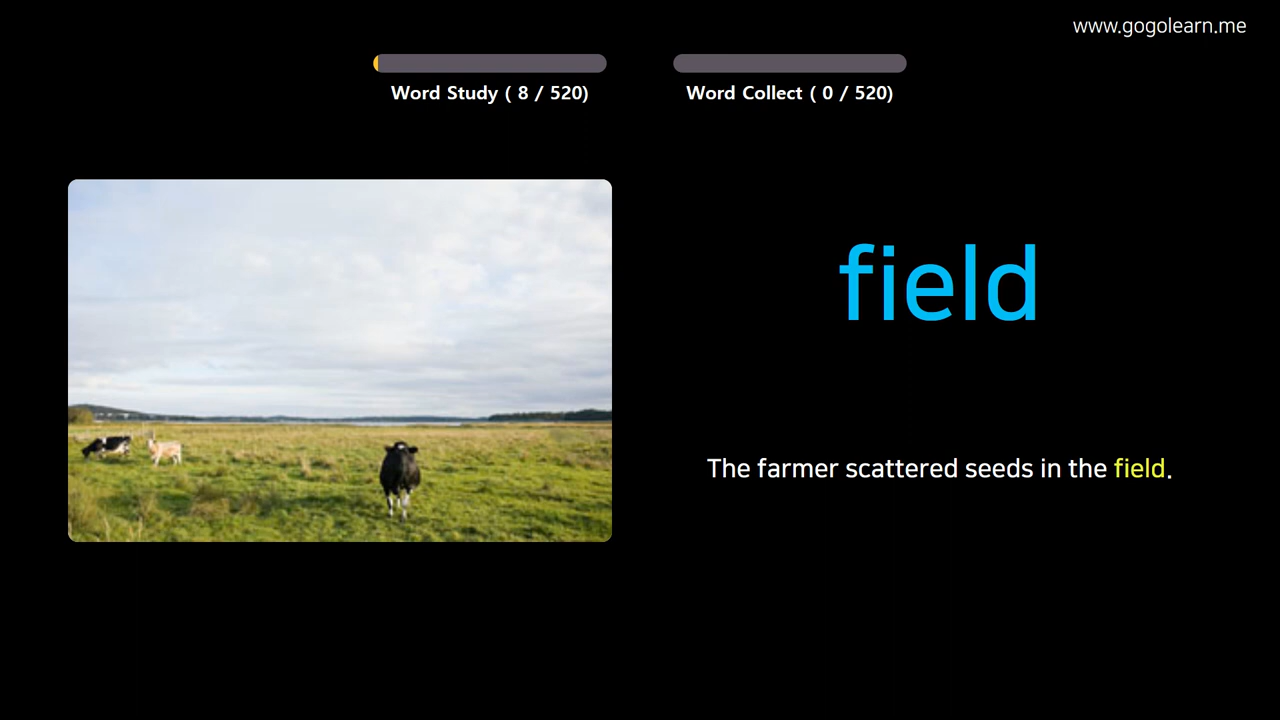 www.gogolearn.me
Word Study ( 8 / 520)
Word Collect ( 0 / 520)
field
The farmer scattered seeds in the field.